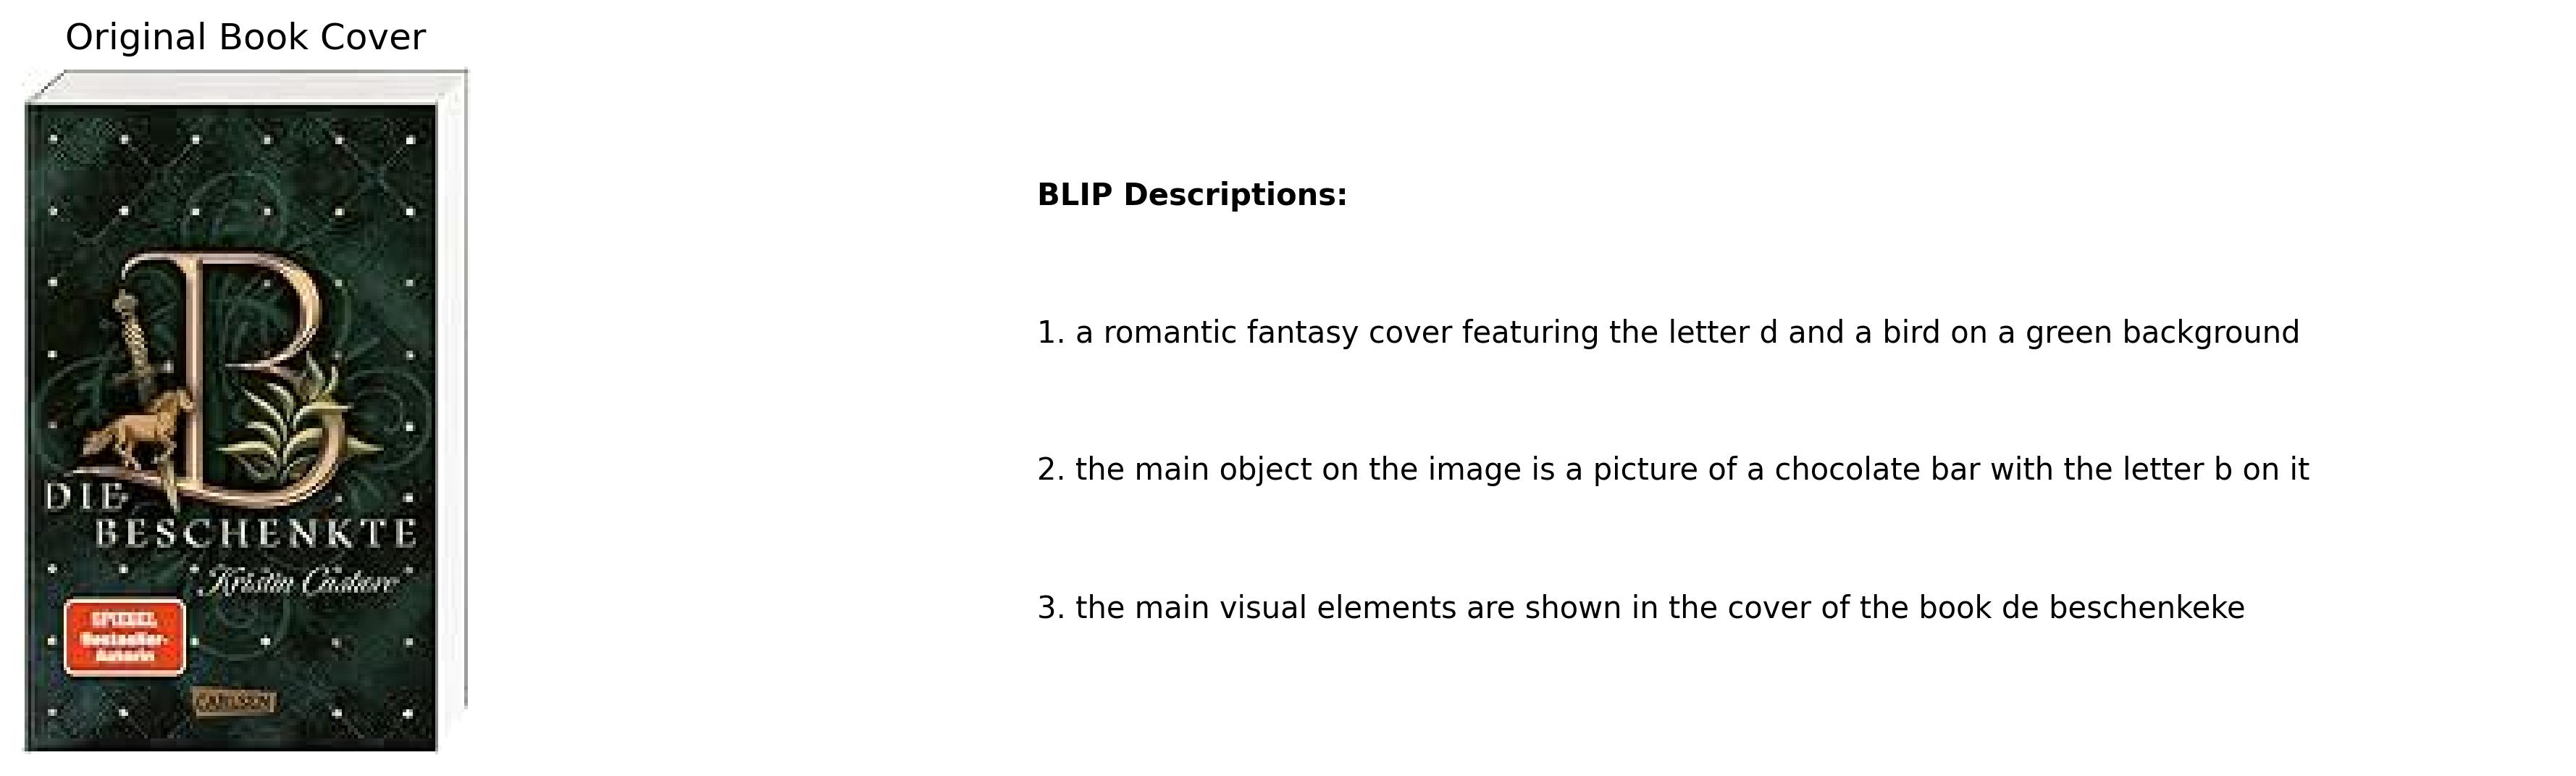 Original Book Cover
B
DIE
BESCHENKTE
Kristin Cashore
SPIEGEL
Bestseller-
Autorin
CARLSEN
BLIP Descriptions:
1. a romantic fantasy cover featuring the letter d and a bird on a green background
2. the main object on the image is a picture of a chocolate bar with the letter b on it
3. the main visual elements are shown in the cover of the book de beschenkeke